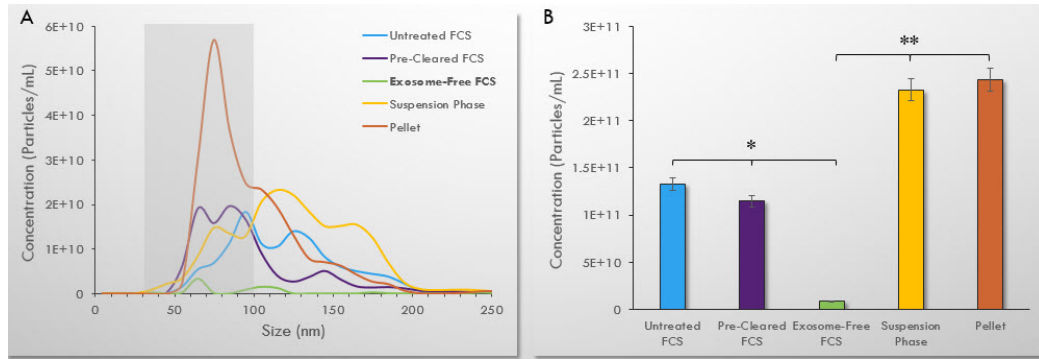 A
Concentration (Particles/mL)
6E+10
5E+10
4E+10
3E+10
2E+10
1E+10
0
0
50
100
150
200
250
Size (nm)
Untreated FCS
Pre-Cleared FCS
Exosome-Free FCS
Suspension Phase
Pellet
B
Concentration (Particles/mL)
3E+11
2.5E+11
2E+11
1.5E+11
1E+11
5E+10
0
*
**
Untreated
FCS
Pre-Cleared
FCS
Exosome-Free
FCS
Suspension
Phase
Pellet